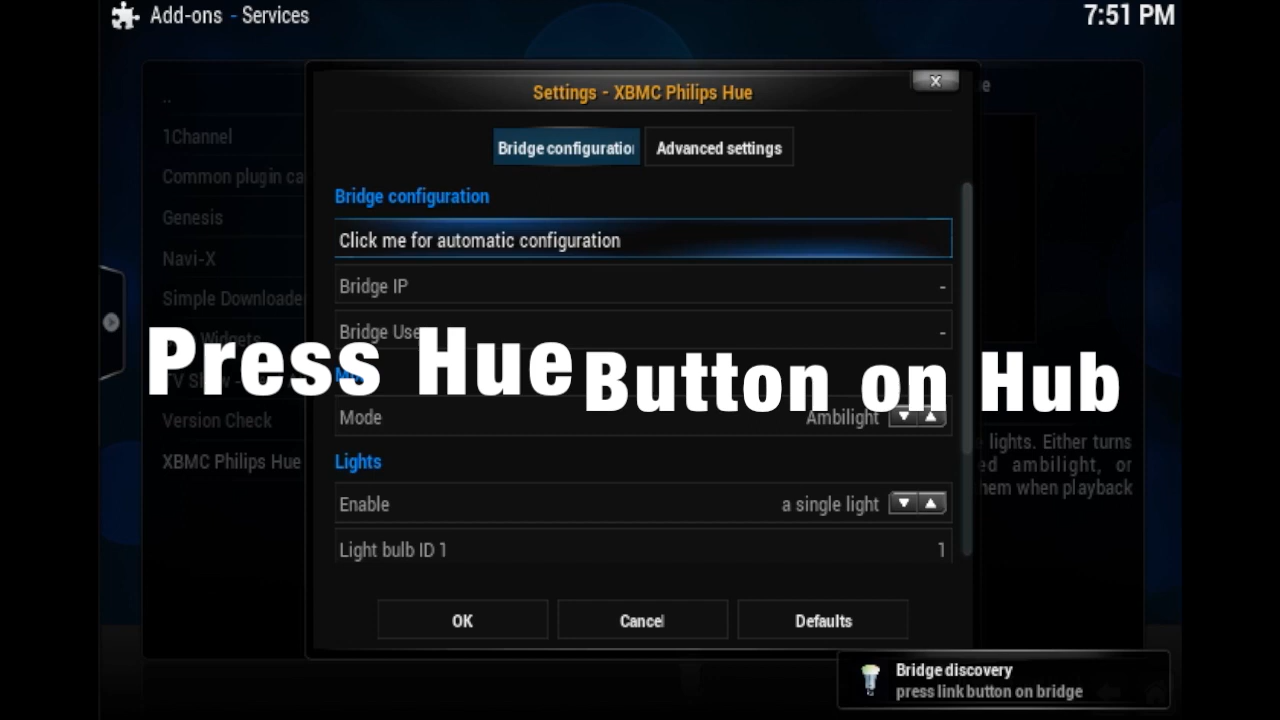 Add-ons - Services
7:51 PM
Settings - XBMC Philips Hue
x
..
1Channel
Common plugin ca
Genesis
Navi-X
Simple Downloade
Widgets
TV Sh
Version Check
XBMC Philips Hue
Bridge configuratio
Advanced settings
Bridge configuration
Click me for automatic configuration
Bridge IP -
Bridge Use -
Press Hue Button on Hub
Mode Ambilight
Lights
Enable a single light
Light bulb ID 1 1
OK
Cancel
Defaults
e
lights. Either turns
ed ambilight, or
hem when playback
Bridge discovery
press link button on bridge